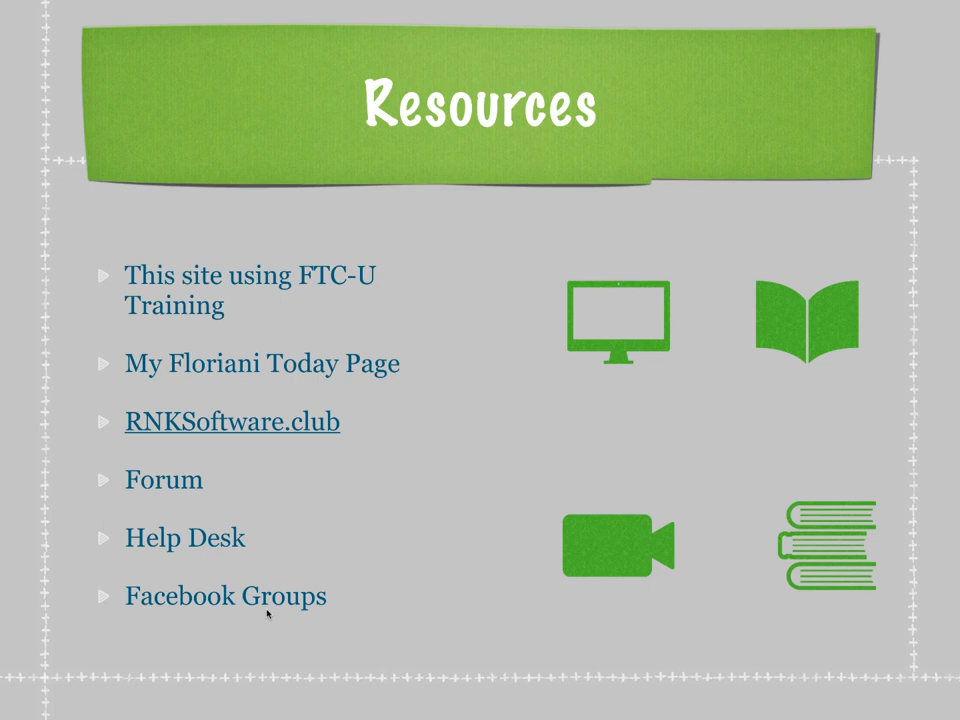 Resources
This site using FTC-U
Training
My Floriani Today Page
RNKSoftware.club
Forum
Help Desk
Facebook Groups